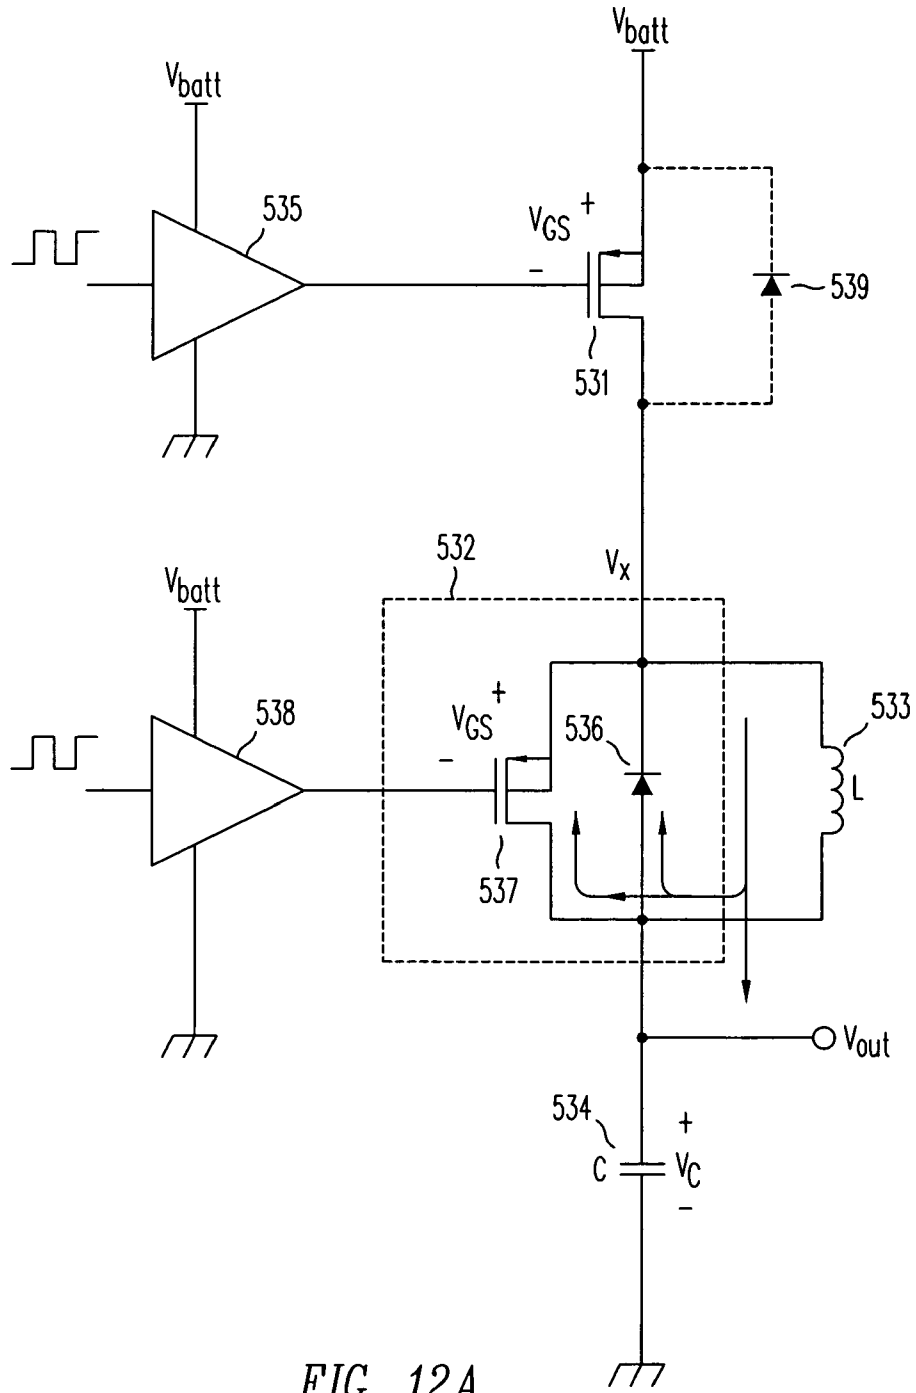 Vbatt
Vbatt
535
VGS
+
-
539
531
532
Vx
Vbatt
538
VGS
+
-
536
533
L
537
Vout
534
+
C
VC
-
FIG. 12A